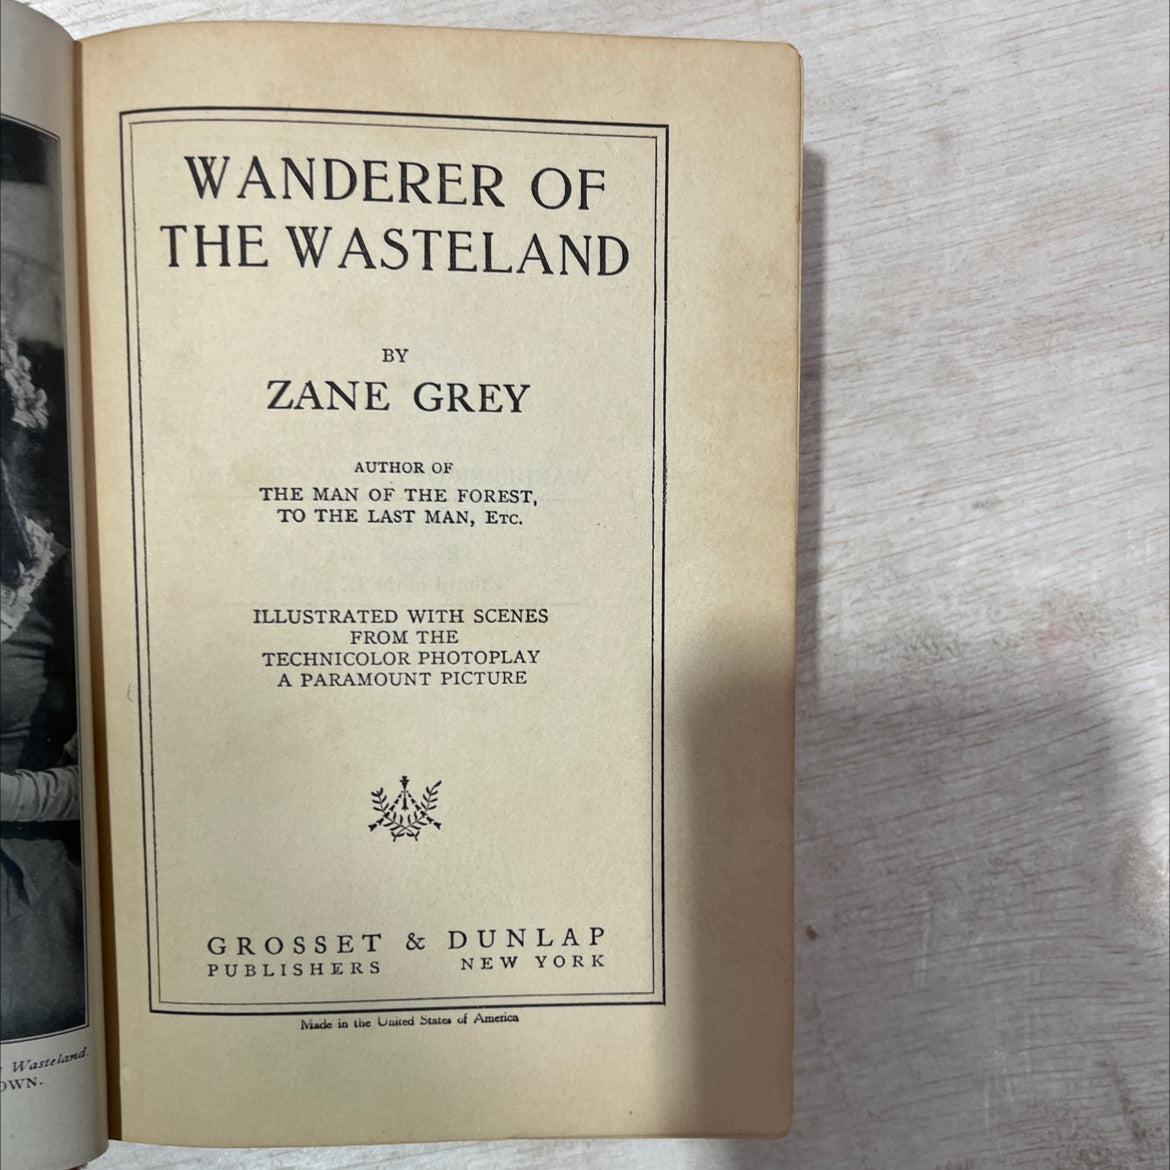 WANDERER OF
THE WASTELAND
BY
ZANE GREY
AUTHOR OF
THE MAN OF THE FOREST,
TO THE LAST MAN, ETC.
ILLUSTRATED WITH SCENES
FROM THE
TECHNICOLOR PHOTOPLAY
A PARAMOUNT PICTURE
GROSSET & DUNLAP
PUBLISHERS NEW YORK
Made in the United States of America
Wasteland.
OWN.